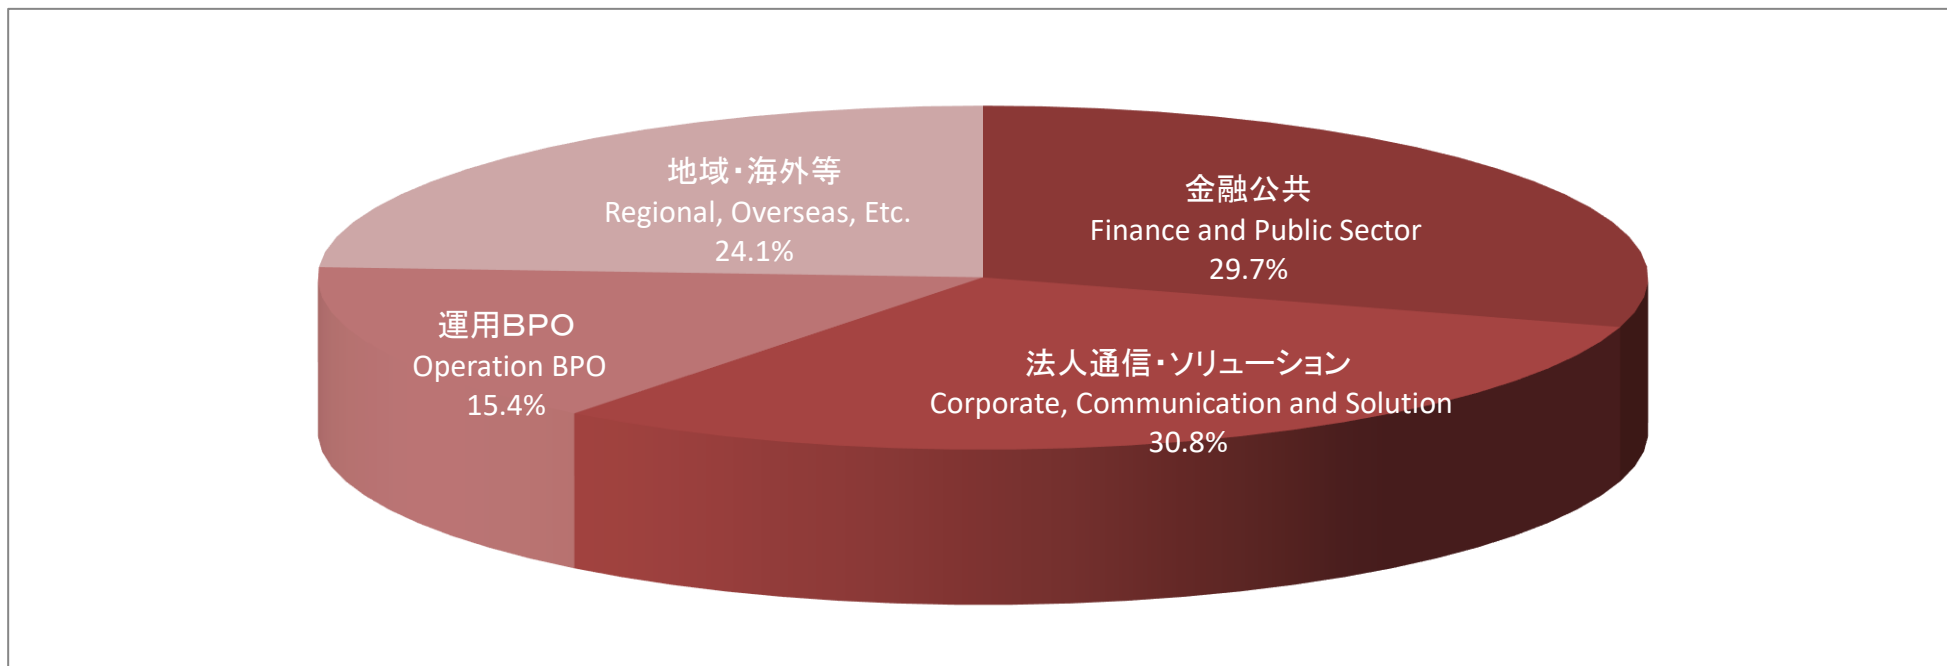 地域・海外等
Regional, Overseas, Etc.
24.1%
金融公共
Finance and Public Sector
29.7%
運用BPO
Operation BPO
15.4%
法人通信・ソリューション
Corporate, Communication and Solution
30.8%